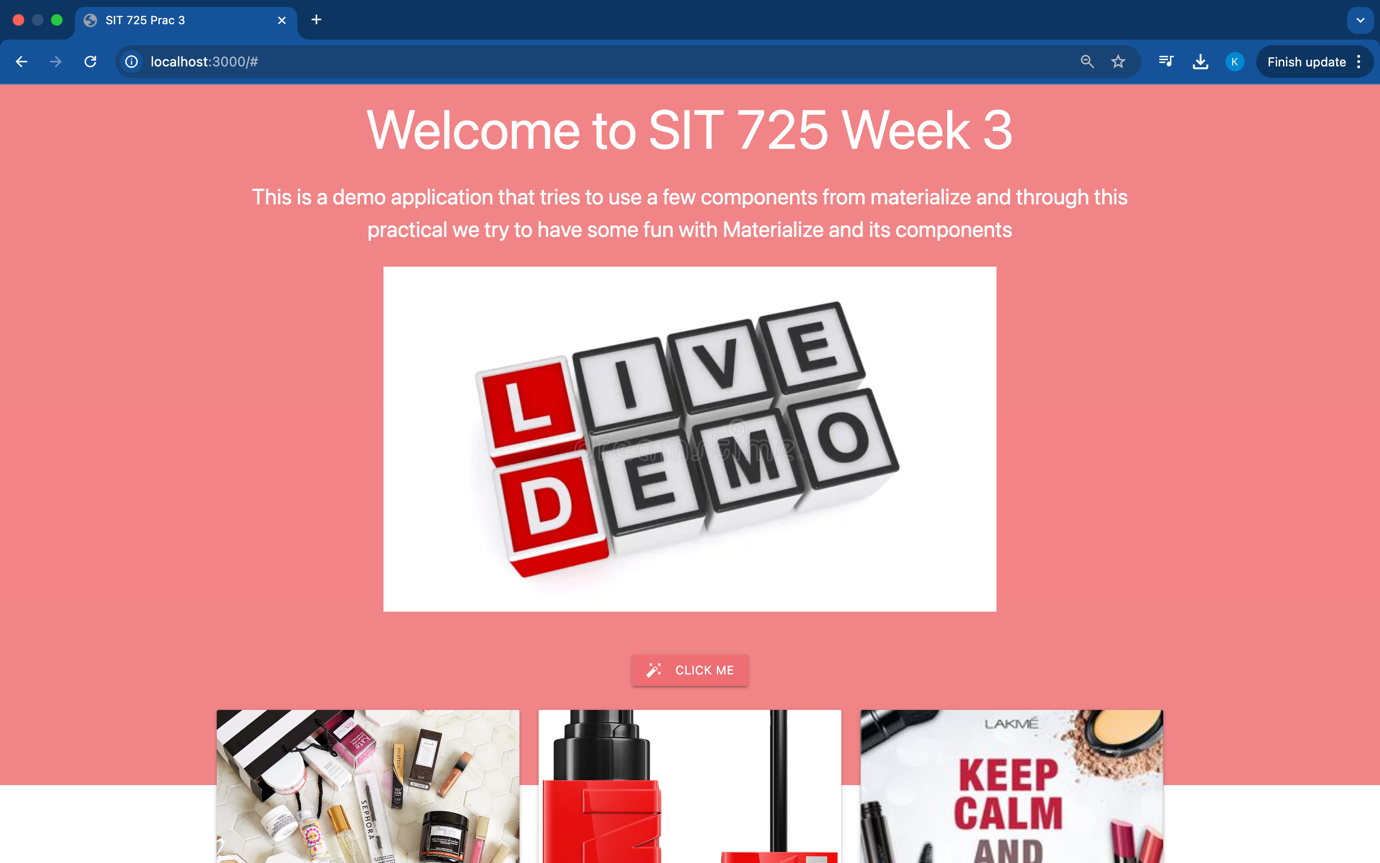 SIT 725 Prac 3
localhost:3000/#
K
Finish update
Welcome to SIT 725 Week 3
This is a demo application that tries to use a few components from materialize and through this
practical we try to have some fun with Materialize and its components
LIVE
DEMO
dreamstime
CLICK ME
SEPHORA
LAKMÉ
KEEP
CALM
AND